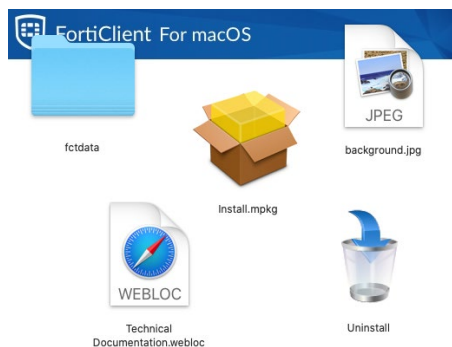 FortiClient For macOS
JPEG
fctdata
background.jpg
Install.mpkg
WEBLOC
Technical
Documentation.webloc
Uninstall